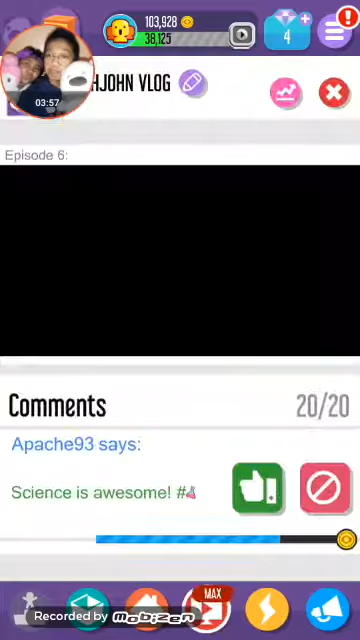 103,928
38,125
4
!
03:57
HJOHN VLOG
Episode 6:
Comments 20/20
Apache93 says:
Science is awesome! #
MAX
Recorded by Mobizen